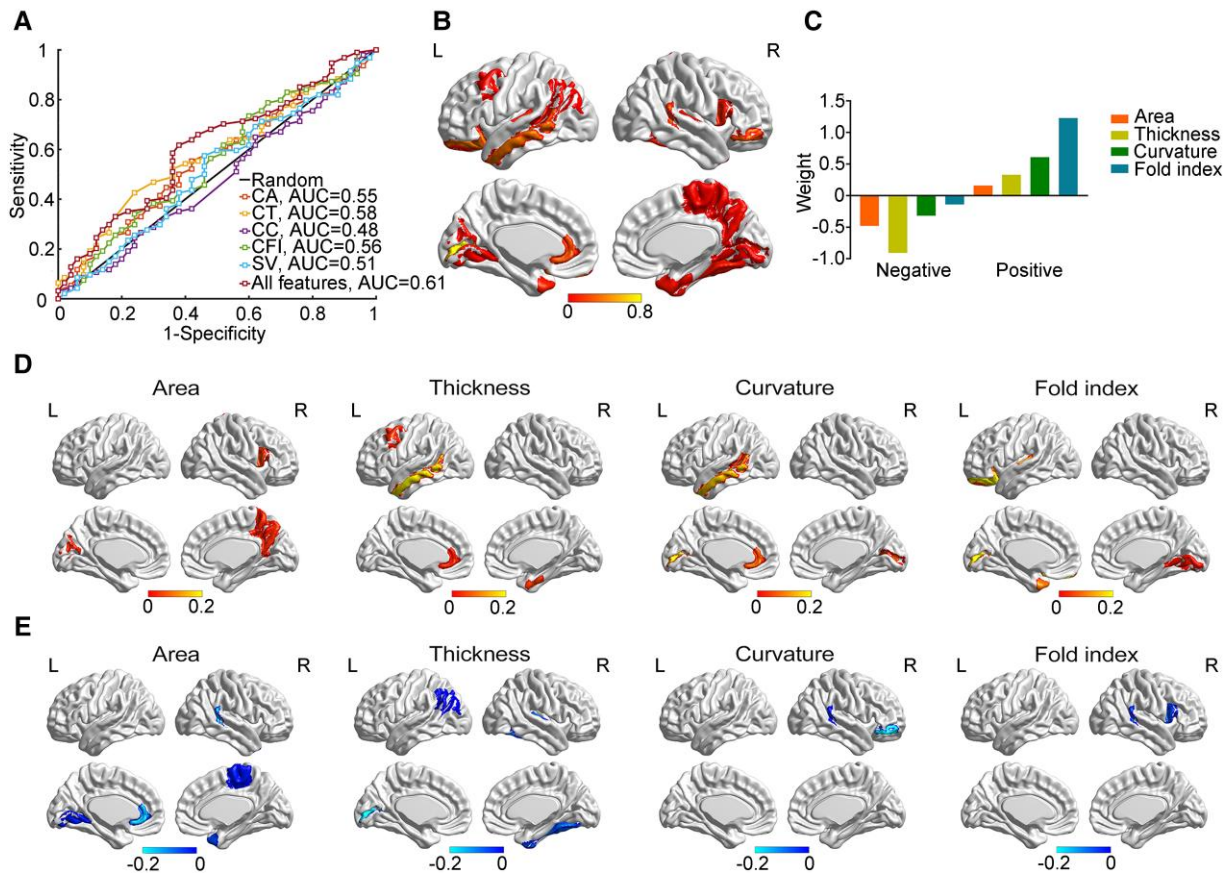 A
1
0.8
0.6
0.4
0.2
0
Sensitivity
0
0.2
0.4
0.6
0.8
1
1-Specificity
Random
CA, AUC=0.55
CT, AUC=0.58
CC, AUC=0.48
CFI, AUC=0.56
SV, AUC=0.51
All features, AUC=0.61
B
L
R
0
0.8
C
1.5
1.0
0.5
0
-0.5
-1.0
Weight
Negative
Positive
Area
Thickness
Curvature
Fold index
D
Area
Thickness
Curvature
Fold index
L
R
L
R
L
R
L
R
0
0.2
0
0.2
0
0.2
0
0.2
E
Area
Thickness
Curvature
Fold index
L
R
L
R
L
R
L
R
-0.2
0
-0.2
0
-0.2
0
-0.2
0